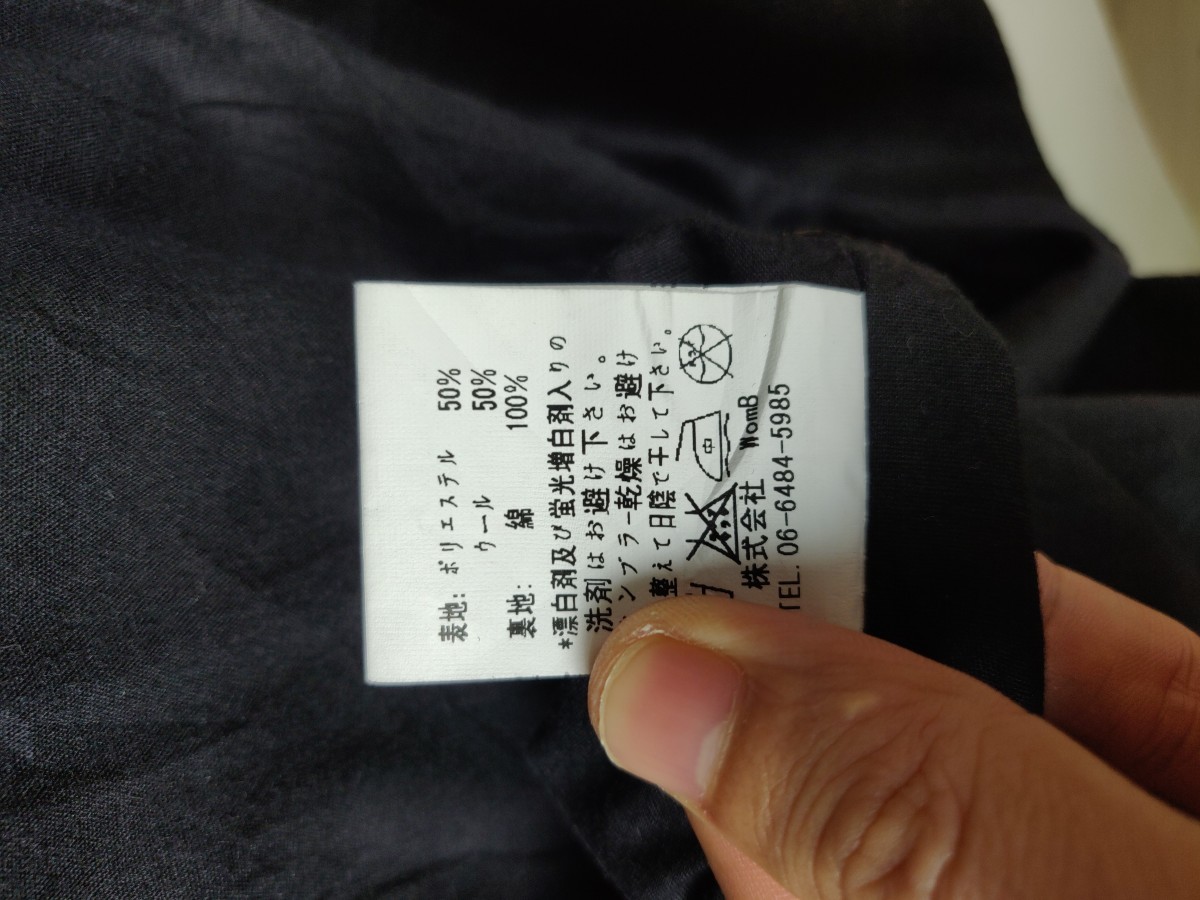 表地: ポリエステル 50%
ウール 50%
裏地: 綿 100%
*漂白剤及び蛍光増白剤入りの
洗剤はお避け下さい。
ンブラー乾燥はお避け
整えて日陰で干して下さい。
中
株式会社 WomB
TEL. 06-6484-5985